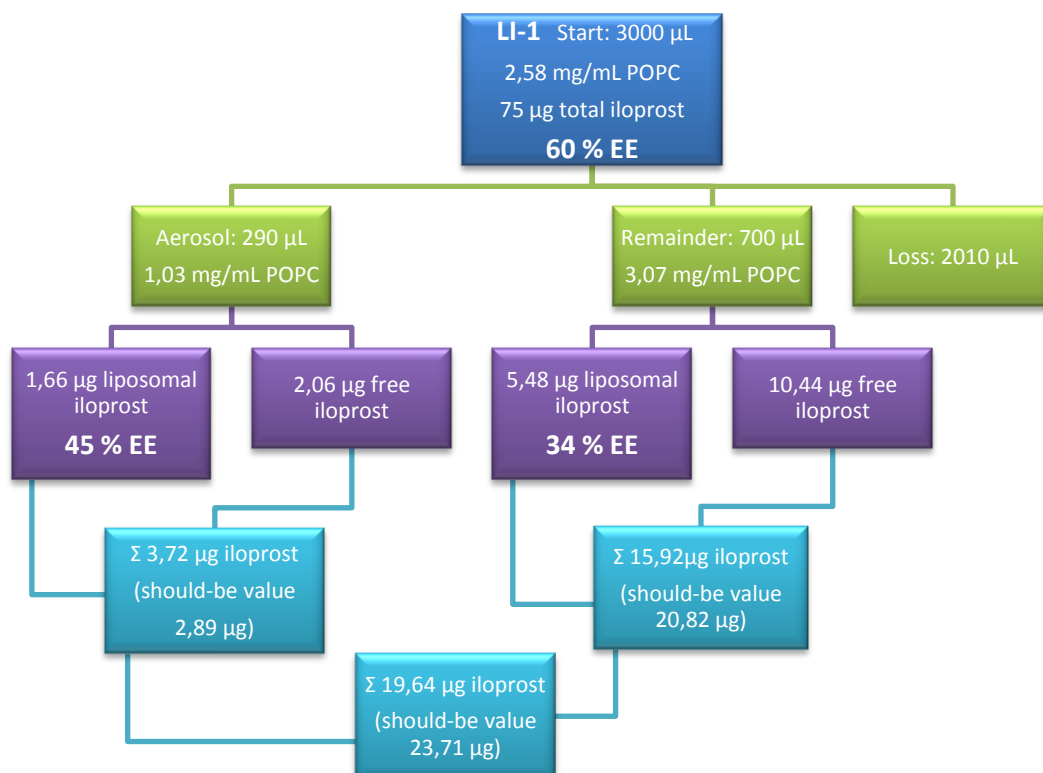 LI-1 Start: 3000 µL
2,58 mg/mL POPC
75 µg total iloprost
60 % EE
Aerosol: 290 µL
1,03 mg/mL POPC
Remainder: 700 µL
3,07 mg/mL POPC
Loss: 2010 µL
1,66 µg liposomal
iloprost
45 % EE
2,06 µg free
iloprost
5,48 µg liposomal
iloprost
34 % EE
10,44 µg free
iloprost
Σ 3,72 µg iloprost
(should-be value
2,89 µg)
Σ 15,92µg iloprost
(should-be value
20,82 µg)
Σ 19,64 µg iloprost
(should-be value
23,71 µg)